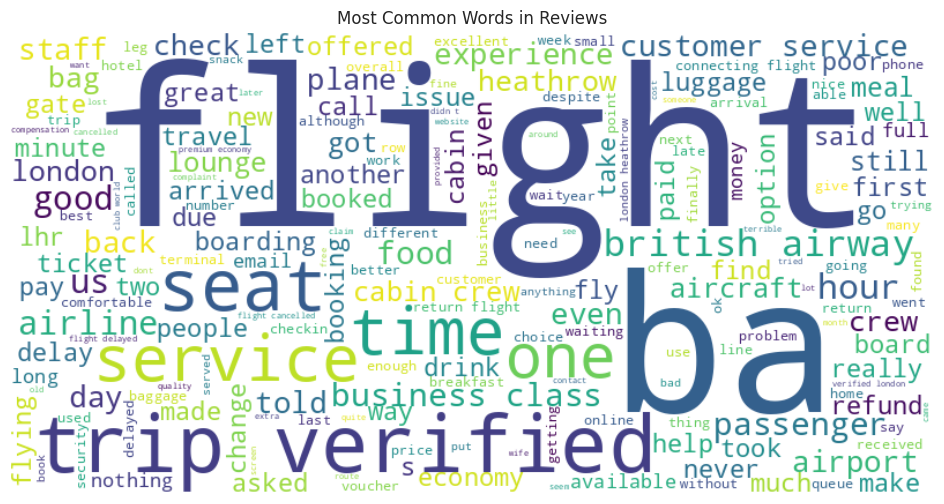 Most Common Words in Reviews
flight
ba
trip verified
service
time
seat
one
british airway
business class
airline
customer service
experience
heathrow
cabin crew
passenger
airport
hour
food
good
staff
check
left
offered
excellent
week
small
leg
hotel
snack
overall
connecting flight
poor
phone
want
lost
bag
great
later
plane
fine
call
issue
despite
luggage
cost
someone
nice
able
meal
gate
compensation
cancelled
new
although
didn t
website
given
arrival
well
trip
premium economy
travel
got
row
point
take
next
said
full
minute
called
complaint
lounge
work
cabin
provided
around
late
money
still
london
club world
another
london heathrow
paid
finally
option
give
trying
arrived
booked
wait
year
first
best
due
number
little
business
go
many
lhr
back
boarding
different
need
see
terrible
terminal
email
claim
free
find
tried
going
found
ticket
dont
better
customer
anything
fly
offer
aircraft
lot
pay
us
two
booking
return flight
ok
return
went
comfortable
people
flight cancelled
checkin
choice
even
month
crew
delay
flight delayed
enough
drink
waiting
problem
line
board
long
quality
served
breakfast
use
verified london
home
old
baggage
contact
bad
really
day
made
told
way
refund
flying
used
delayed
change
extra
last
quite
online
thing
say
came
security
price
put
getting
help
took
received
book
asked
screen
s
route
wife
never
without
nothing
voucher
economy
seem
available
much
queue
make